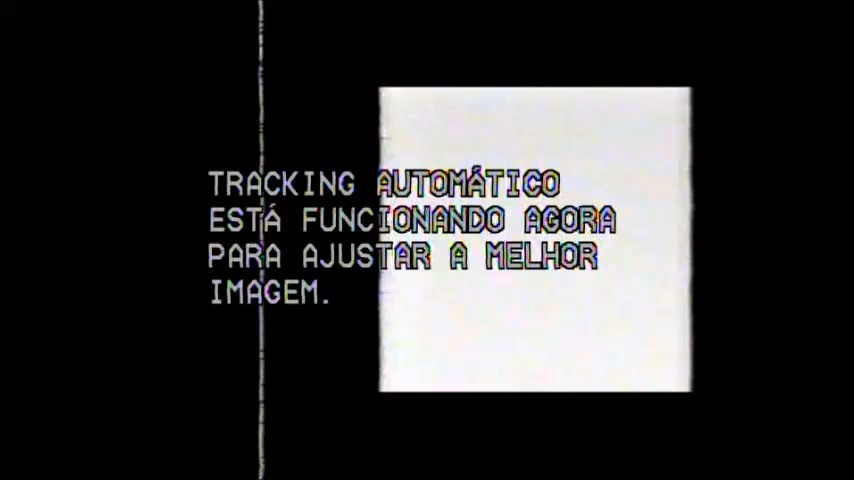 TRACKING AUTOMÁTICO
ESTÁ FUNCIONANDO AGORA
PARA AJUSTAR A MELHOR
IMAGEM.